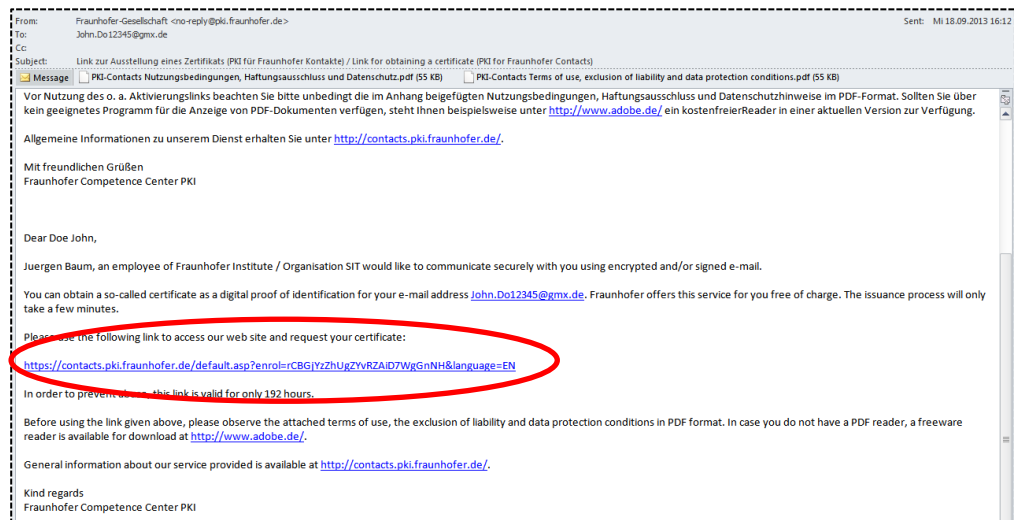 From: Fraunhofer-Gesellschaft <no-reply@pki.fraunhofer.de> Sent: Mi 18.09.2013 16:12
To: John.Do12345@gmx.de
Cc:
Subject: Link zur Ausstellung eines Zertifikats (PKI für Fraunhofer Kontakte) / Link for obtaining a certificate (PKI for Fraunhofer Contacts)
Message PKI-Contacts Nutzungsbedingungen, Haftungsausschluss und Datenschutz.pdf (55 KB) PKI-Contacts Terms of use, exclusion of liability and data protection conditions.pdf (55 KB)
Vor Nutzung des o. a. Aktivierungslinks beachten Sie bitte unbedingt die im Anhang beigefügten Nutzungsbedingungen, Haftungsausschluss und Datenschutzhinweise im PDF-Format. Sollten Sie über
kein geeignetes Programm für die Anzeige von PDF-Dokumenten verfügen, steht Ihnen beispielsweise unter http://www.adobe.de/ ein kostenfreierReader in einer aktuellen Version zur Verfügung.
Allgemeine Informationen zu unserem Dienst erhalten Sie unter http://contacts.pki.fraunhofer.de/.
Mit freundlichen Grüßen
Fraunhofer Competence Center PKI
Dear Doe John,
Juergen Baum, an employee of Fraunhofer Institute / Organisation SIT would like to communicate securely with you using encrypted and/or signed e-mail.
You can obtain a so-called certificate as a digital proof of identification for your e-mail address John.Do12345@gmx.de. Fraunhofer offers this service for you free of charge. The issuance process will only
take a few minutes.
Please use the following link to access our web site and request your certificate:
https://contacts.pki.fraunhofer.de/default.asp?enrol=rCBGjYzZhUgZYvRZAiD7WgGnNH&language=EN
In order to prevent abuse, this link is valid for only 192 hours.
Before using the link given above, please observe the attached terms of use, the exclusion of liability and data protection conditions in PDF format. In case you do not have a PDF reader, a freeware
reader is available for download at http://www.adobe.de/.
General information about our service provided is available at http://contacts.pki.fraunhofer.de/.
Kind regards
Fraunhofer Competence Center PKI